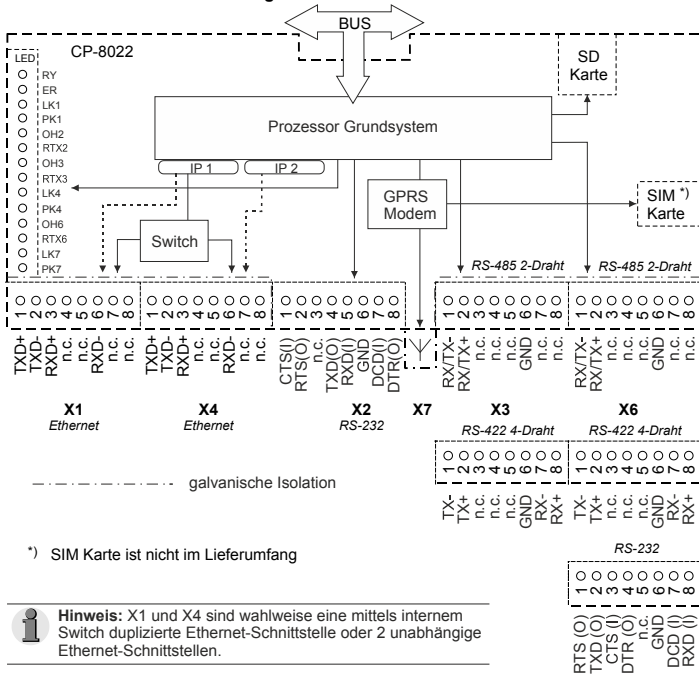 BUS
LED
CP-8022
SD
Karte
RY
ER
LK1
PK1
OH2
RTX2
OH3
RTX3
LK4
PK4
OH6
RTX6
LK7
PK7
Prozessor Grundsystem
IP 1
IP 2
GPRS
Modem
SIM *)
Karte
Switch
RS-485 2-Draht
RS-485 2-Draht
1 2 3 4 5 6 7 8
1 2 3 4 5 6 7 8
1 2 3 4 5 6 7 8
1 2 3 4 5 6 7 8
1 2 3 4 5 6 7 8
TXD+ TXD- RXD+ n.c. n.c. RXD- n.c. n.c.
TXD+ TXD- RXD+ n.c. n.c. RXD- n.c. n.c.
CTS(I) RTS(O) n.c. TXD(O) RXD(I) GND DCD(I) DTR(O)
RX/TX- RX/TX+ n.c. n.c. n.c. GND n.c. n.c.
RX/TX- RX/TX+ n.c. n.c. n.c. GND n.c. n.c.
X1
X4
X2
X7
X3
X6
Ethernet
Ethernet
RS-232
RS-422 4-Draht
RS-422 4-Draht
1 2 3 4 5 6 7 8
1 2 3 4 5 6 7 8
TX- TX+ n.c. n.c. n.c. GND RX- RX+
TX- TX+ n.c. n.c. n.c. GND RX- RX+
galvanische Isolation
*) SIM Karte ist nicht im Lieferumfang
RS-232
1 2 3 4 5 6 7 8
RTS (O) TXD (O) CTS (I) DTR (O) n.c. GND DCD (I) RXD (I)
Hinweis: X1 und X4 sind wahlweise eine mittels internem
Switch duplizierte Ethernet-Schnittstelle oder 2 unabhängige
Ethernet-Schnittstellen.